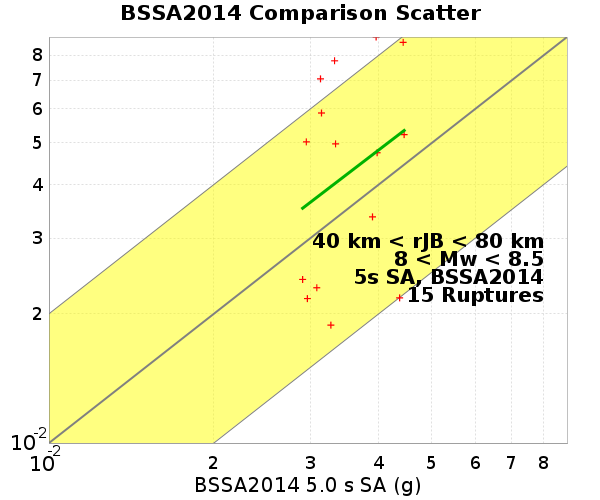 BSSA2014 Comparison Scatter
8
7
6
5
4
3
2
10-2
40 km < rJB < 80 km
8 < Mw < 8.5
5s SA, BSSA2014
15 Ruptures
10-2 2 3 4 5 6 7 8
BSSA2014 5.0 s SA (g)